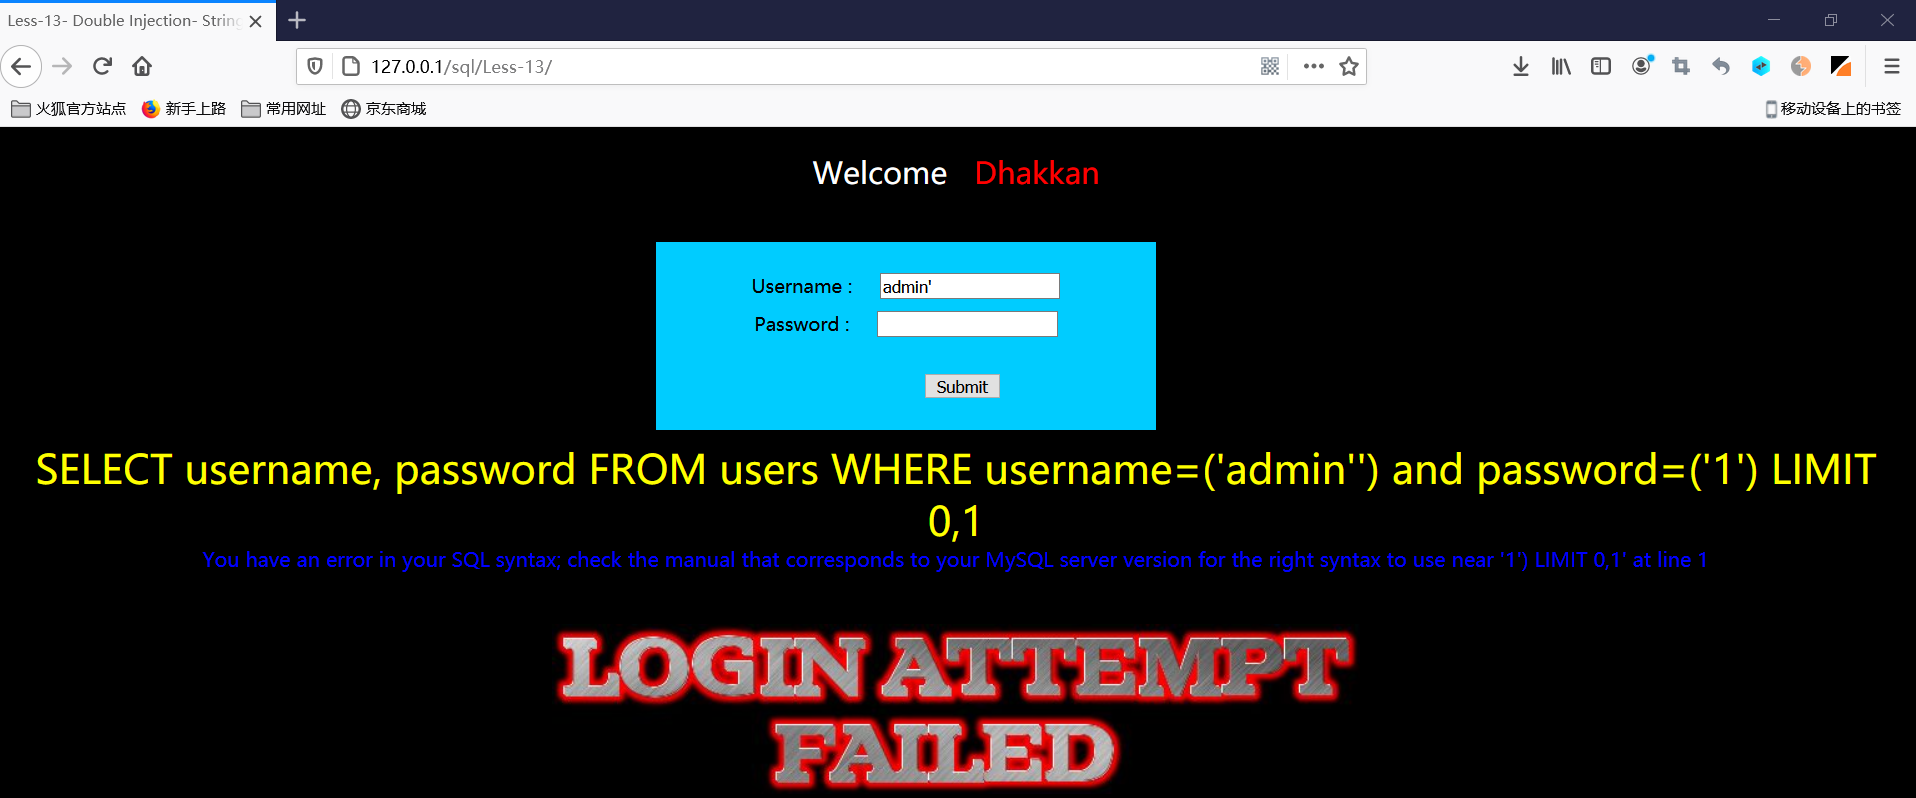 Less-13- Double Injection- String
127.0.0.1/sql/Less-13/
火狐官方站点 新手上路 常用网址 京东商城 移动设备上的书签
Welcome Dhakkan
Username : admin'
Password :
Submit
SELECT username, password FROM users WHERE username=('admin'') and password=('1') LIMIT
0,1
You have an error in your SQL syntax; check the manual that corresponds to your MySQL server version for the right syntax to use near '1') LIMIT 0,1' at line 1
LOGIN ATTEMPT
FAILED